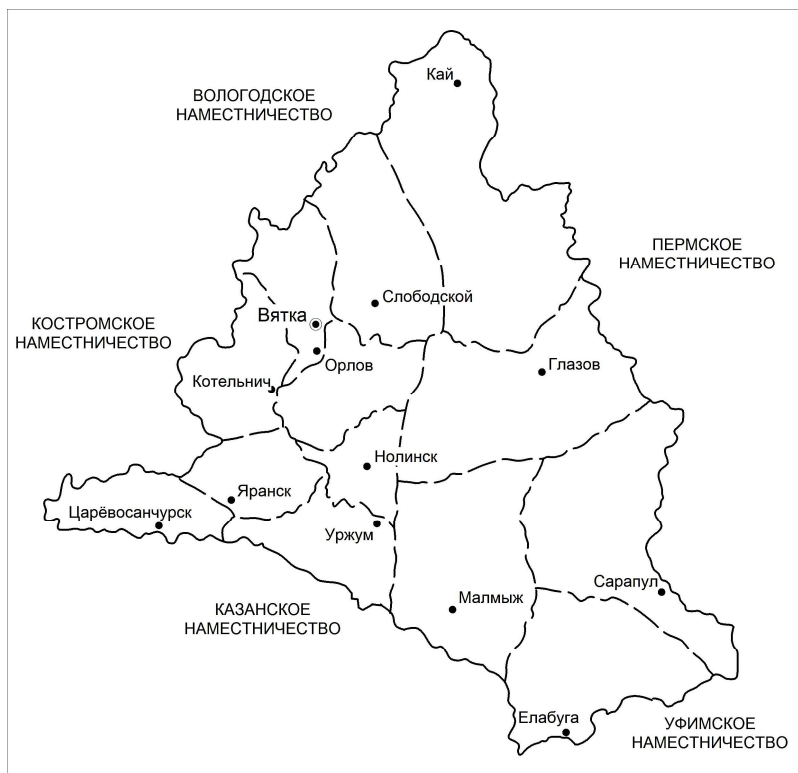 Кай
ВОЛОГОДСКОЕ
НАМЕСТНИЧЕСТВО
ПЕРМСКОЕ
НАМЕСТНИЧЕСТВО
Слободской
Вятка
КОСТРОМСКОЕ
НАМЕСТНИЧЕСТВО
Орлов
Глазов
Котельнич
Нолинск
Яранск
Царёвосанчурск
Уржум
Сарапул
Малмыж
КАЗАНСКОЕ
НАМЕСТНИЧЕСТВО
Елабуга
УФИМСКОЕ
НАМЕСТНИЧЕСТВО